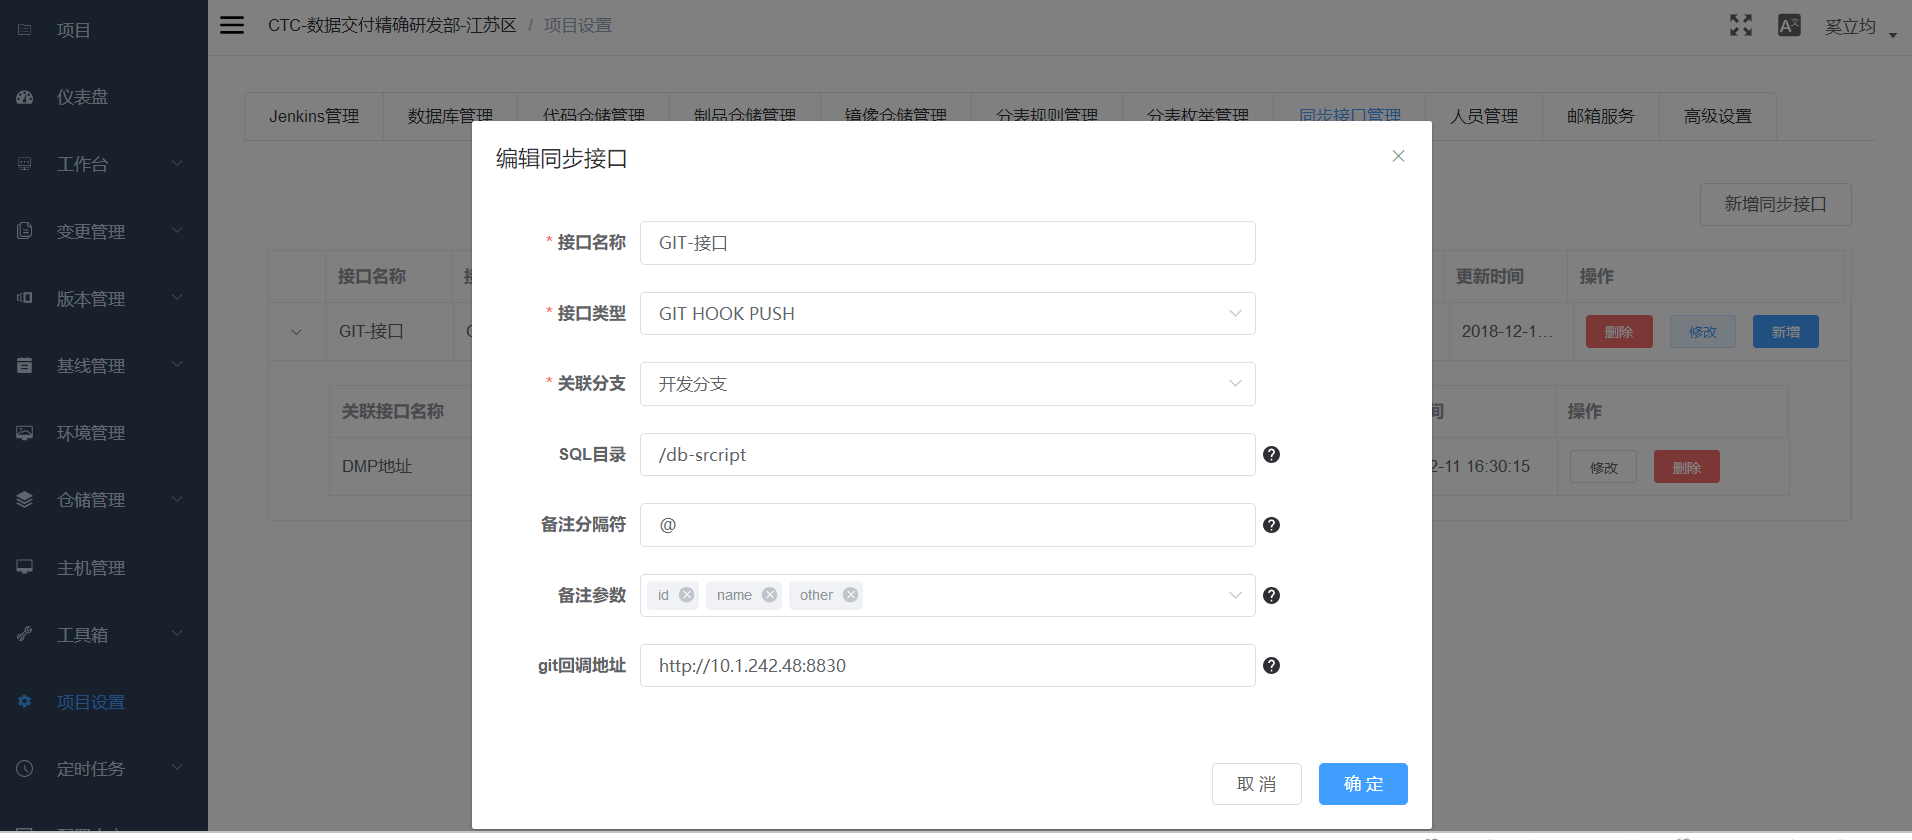 项目
CTC-数据交付精确研发部-江苏区 / 项目设置
奚立均
仪表盘
Jenkins管理
数据库管理
代码仓储管理
制品仓储管理
镜像仓储管理
分表规则管理
分表枚举管理
同步接口管理
人员管理
邮箱服务
高级设置
工作台
变更管理
版本管理
基线管理
环境管理
仓储管理
主机管理
工具箱
项目设置
定时任务
新增同步接口
接口名称
更新时间
操作
GIT-接口
2018-12-1...
删除
修改
新增
关联接口名称
间
操作
DMP地址
2-11 16:30:15
修改
删除
编辑同步接口
* 接口名称
GIT-接口
* 接口类型
GIT HOOK PUSH
* 关联分支
开发分支
SQL目录
/db-srcript
备注分隔符
@
备注参数
id
name
other
git回调地址
http://10.1.242.48:8830
取 消
确 定